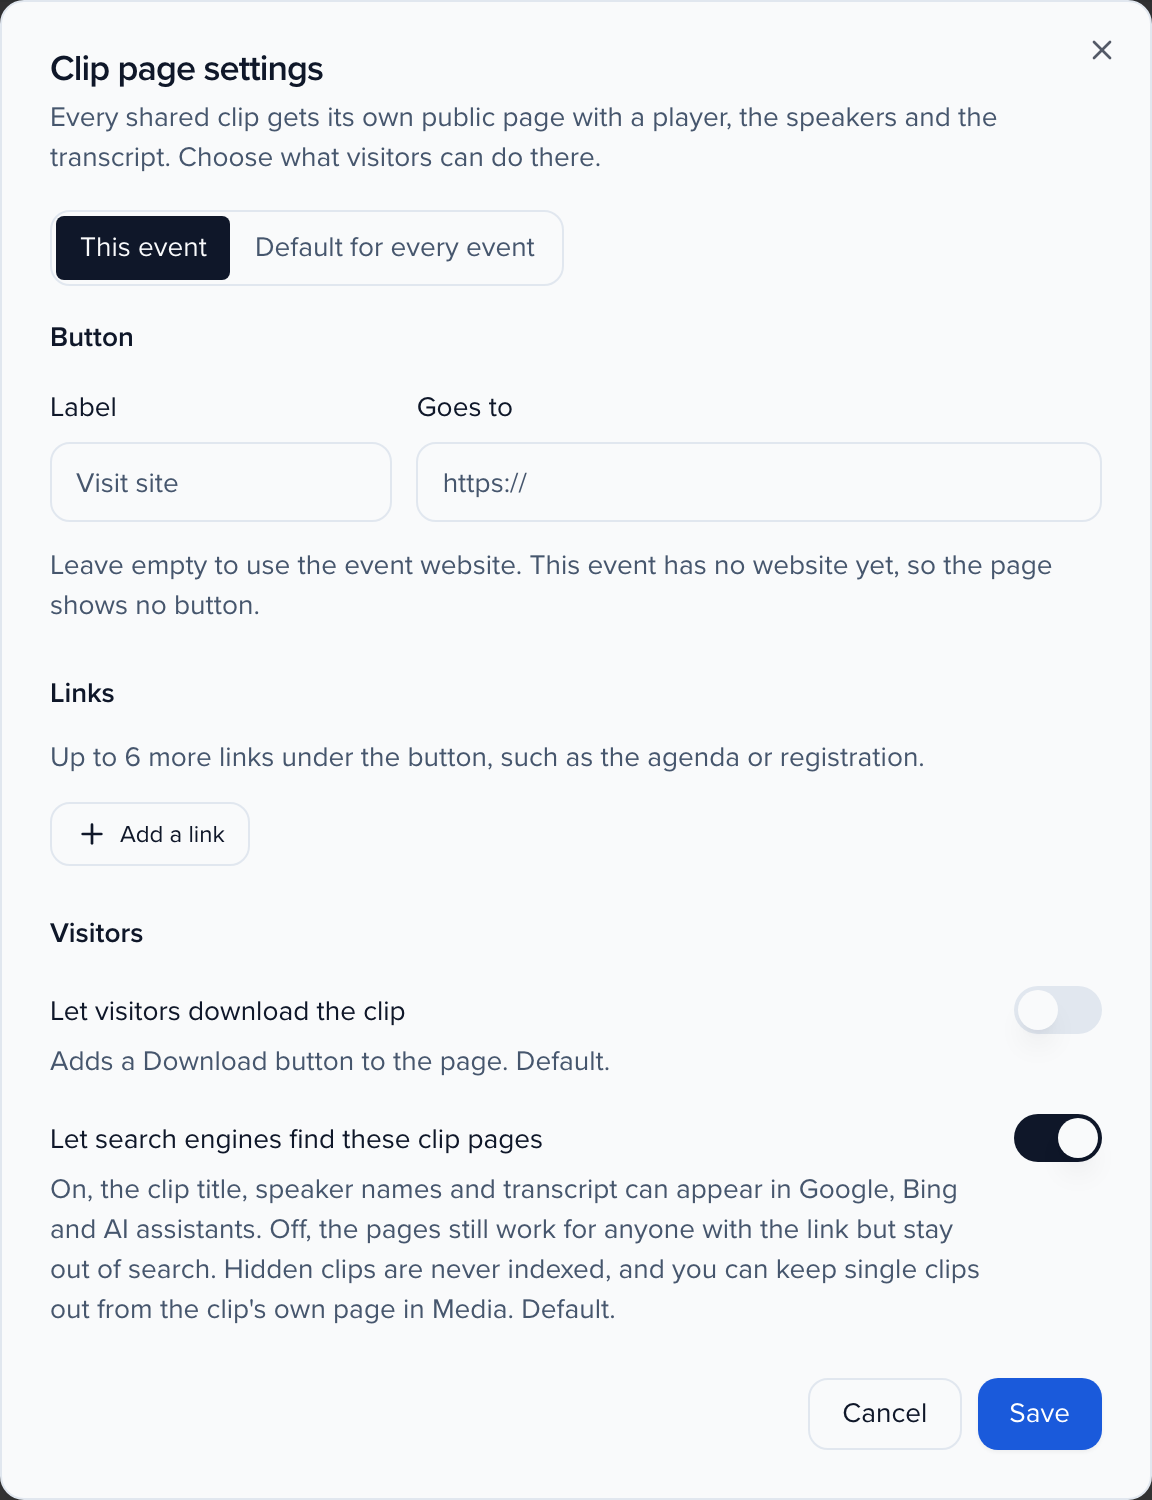 Clip page settings
Every shared clip gets its own public page with a player, the speakers and the
transcript. Choose what visitors can do there.
This event
Default for every event
Button
Label
Goes to
Visit site
https://
Leave empty to use the event website. This event has no website yet, so the page
shows no button.
Links
Up to 6 more links under the button, such as the agenda or registration.
Add a link
Visitors
Let visitors download the clip
Adds a Download button to the page. Default.
Let search engines find these clip pages
On, the clip title, speaker names and transcript can appear in Google, Bing
and AI assistants. Off, the pages still work for anyone with the link but stay
out of search. Hidden clips are never indexed, and you can keep single clips
out from the clip's own page in Media. Default.
Cancel
Save